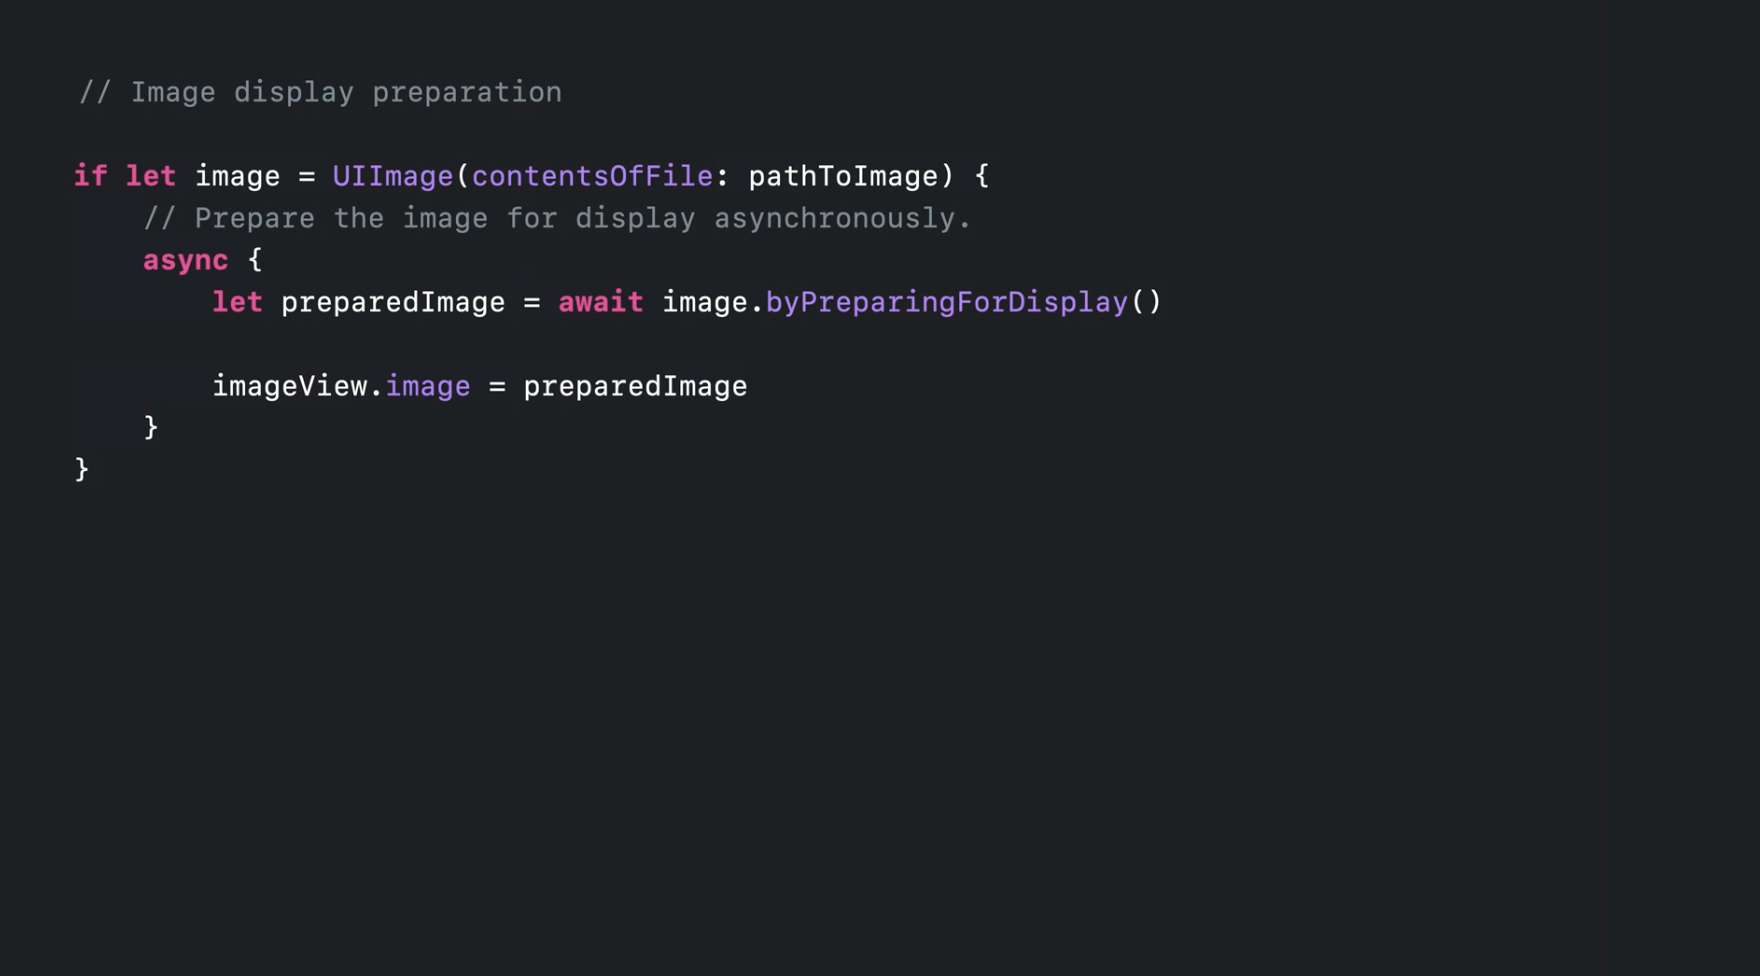 // Image display preparation
if let image = UIImage(contentsOfFile: pathToImage) {
// Prepare the image for display asynchronously.
async {
let preparedImage = await image.byPreparingForDisplay()
imageView.image = preparedImage
}
}